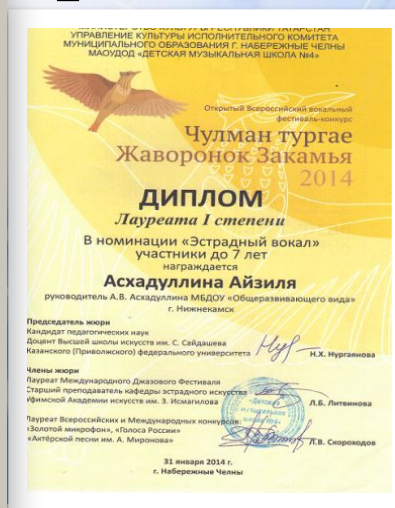 МИНИСТЕРСТВО КУЛЬТУРЫ РЕСПУБЛИКИ ТАТАРСТАН
УПРАВЛЕНИЕ КУЛЬТУРЫ ИСПОЛНИТЕЛЬНОГО КОМИТЕТА
МУНИЦИПАЛЬНОГО ОБРАЗОВАНИЯ Г. НАБЕРЕЖНЫЕ ЧЕЛНЫ
МАОУДОД «ДЕТСКАЯ МУЗЫКАЛЬНАЯ ШКОЛА №4»
Открытый Всероссийский вокальный
фестиваль-конкурс
Чулман тургае
Жаворонок Закамья
2014
ДИПЛОМ
Лауреата I степени
В номинации «Эстрадный вокал»
участники до 7 лет
награждается
Асхадуллина Айзиля
руководитель А.В. Асхадуллина МБДОУ «Общеразвивающего вида»
г. Нижнекамск
Председатель жюри
Кандидат педагогических наук
Доцент Высшей школы искусств им. С. Сайдашева
Казанского (Приволжского) федерального университета Н.Х. Нургаянова
Члены жюри
Лауреат Международного Джазового Фестиваля
Старший преподаватель кафедры эстрадного искусства
Уфимской Академии искусств им. З. Исмагилова Л.Б. Литвинова
Лауреат Всероссийских и Международных конкурсов:
«Золотой микрофон», «Голоса России»
«Актёрской песни им. А. Миронова» Л.В. Скороходов
31 января 2014 г.
г. Набережные Челны